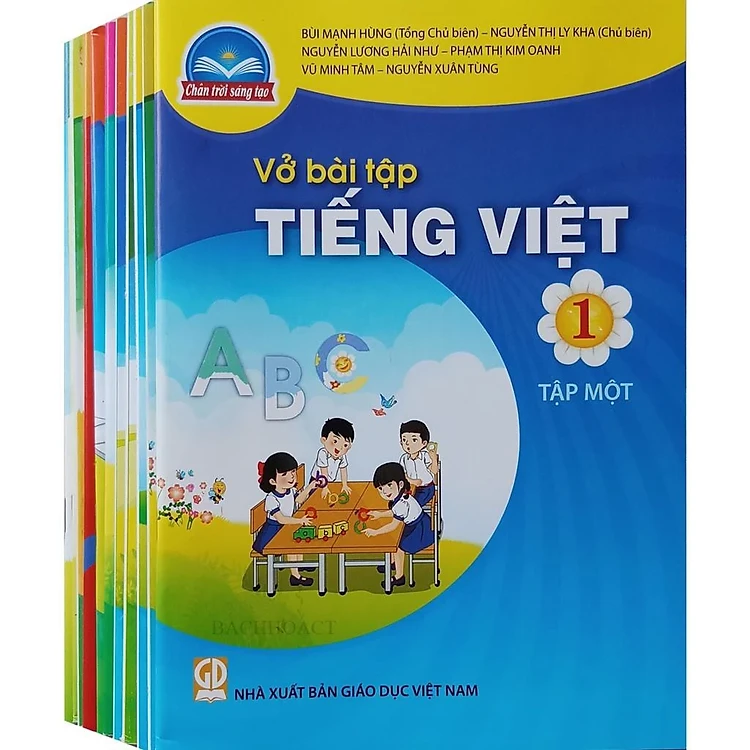 BÙI MẠNH HÙNG (Tổng Chủ biên) – NGUYỄN THỊ LY KHA (Chủ biên)
NGUYỄN LƯƠNG HẢI NHƯ – PHẠM THỊ KIM OANH
VŨ MINH TÂM – NGUYỄN XUÂN TÙNG
Chân trời sáng tạo
Vở bài tập
TIẾNG VIỆT
1
TẬP MỘT
ABC
BACHHOACT
GD
NHÀ XUẤT BẢN GIÁO DỤC VIỆT NAM